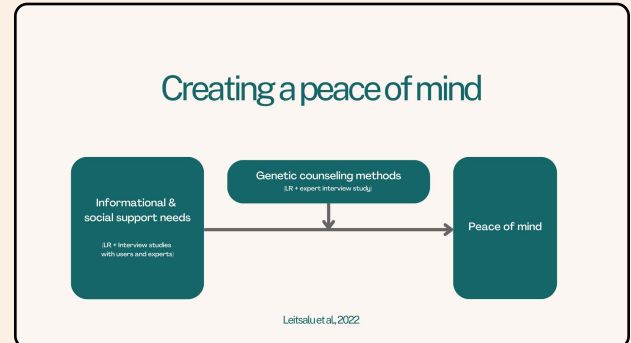 Creating a peace of mind
Informational &
social support needs
(LR + Interview studies
with users and experts)
Genetic counseling methods
(LR + expert interview study)
Peace of mind
Leitsalu et al., 2022